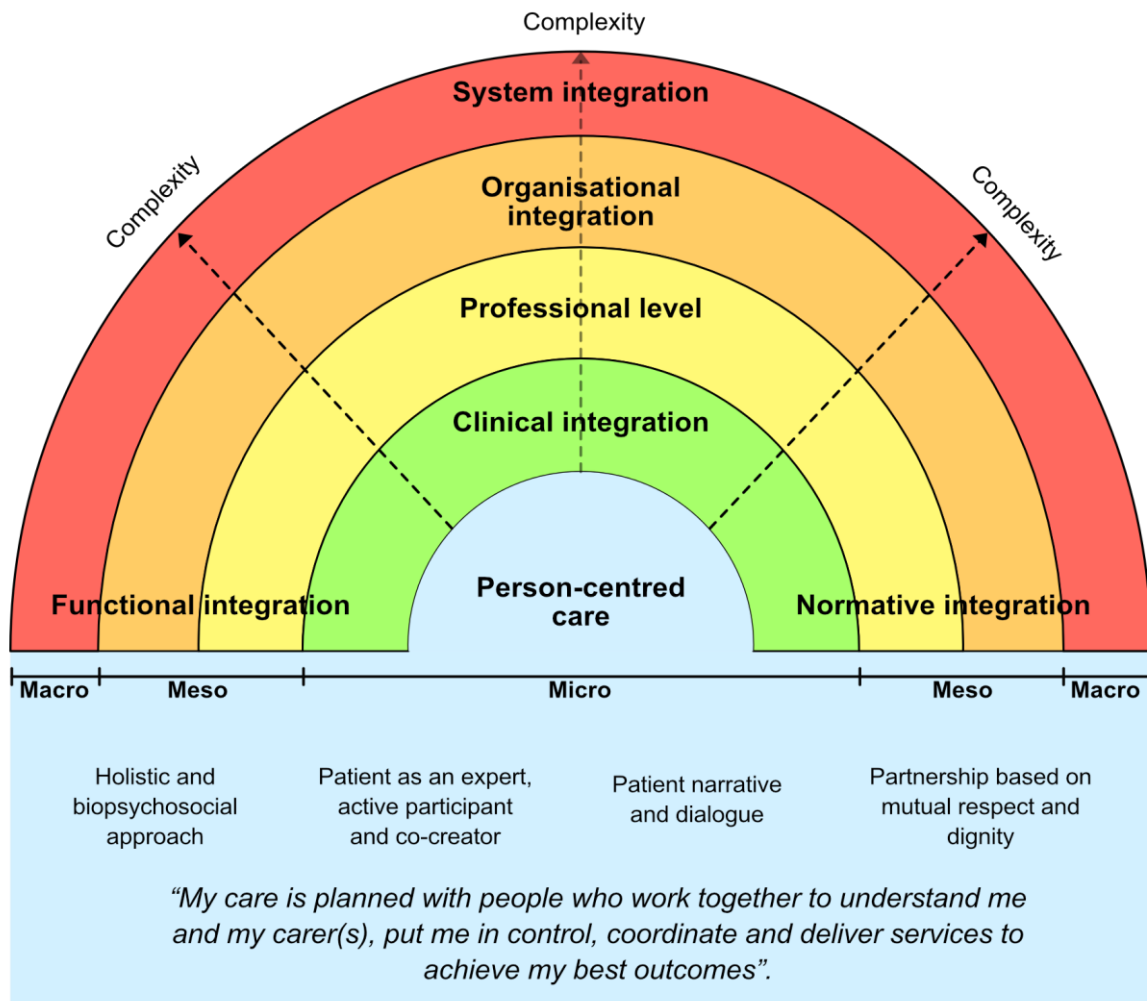 Complexity
System integration
Complexity
Complexity
Organisational
integration
Professional level
Clinical integration
Functional integration
Person-centred
care
Normative integration
Macro
Meso
Micro
Meso
Macro
Holistic and
biopsychosocial
approach
Patient as an expert,
active participant
and co-creator
Patient narrative
and dialogue
Partnership based on
mutual respect and
dignity
“My care is planned with people who work together to understand me
and my carer(s), put me in control, coordinate and deliver services to
achieve my best outcomes”.